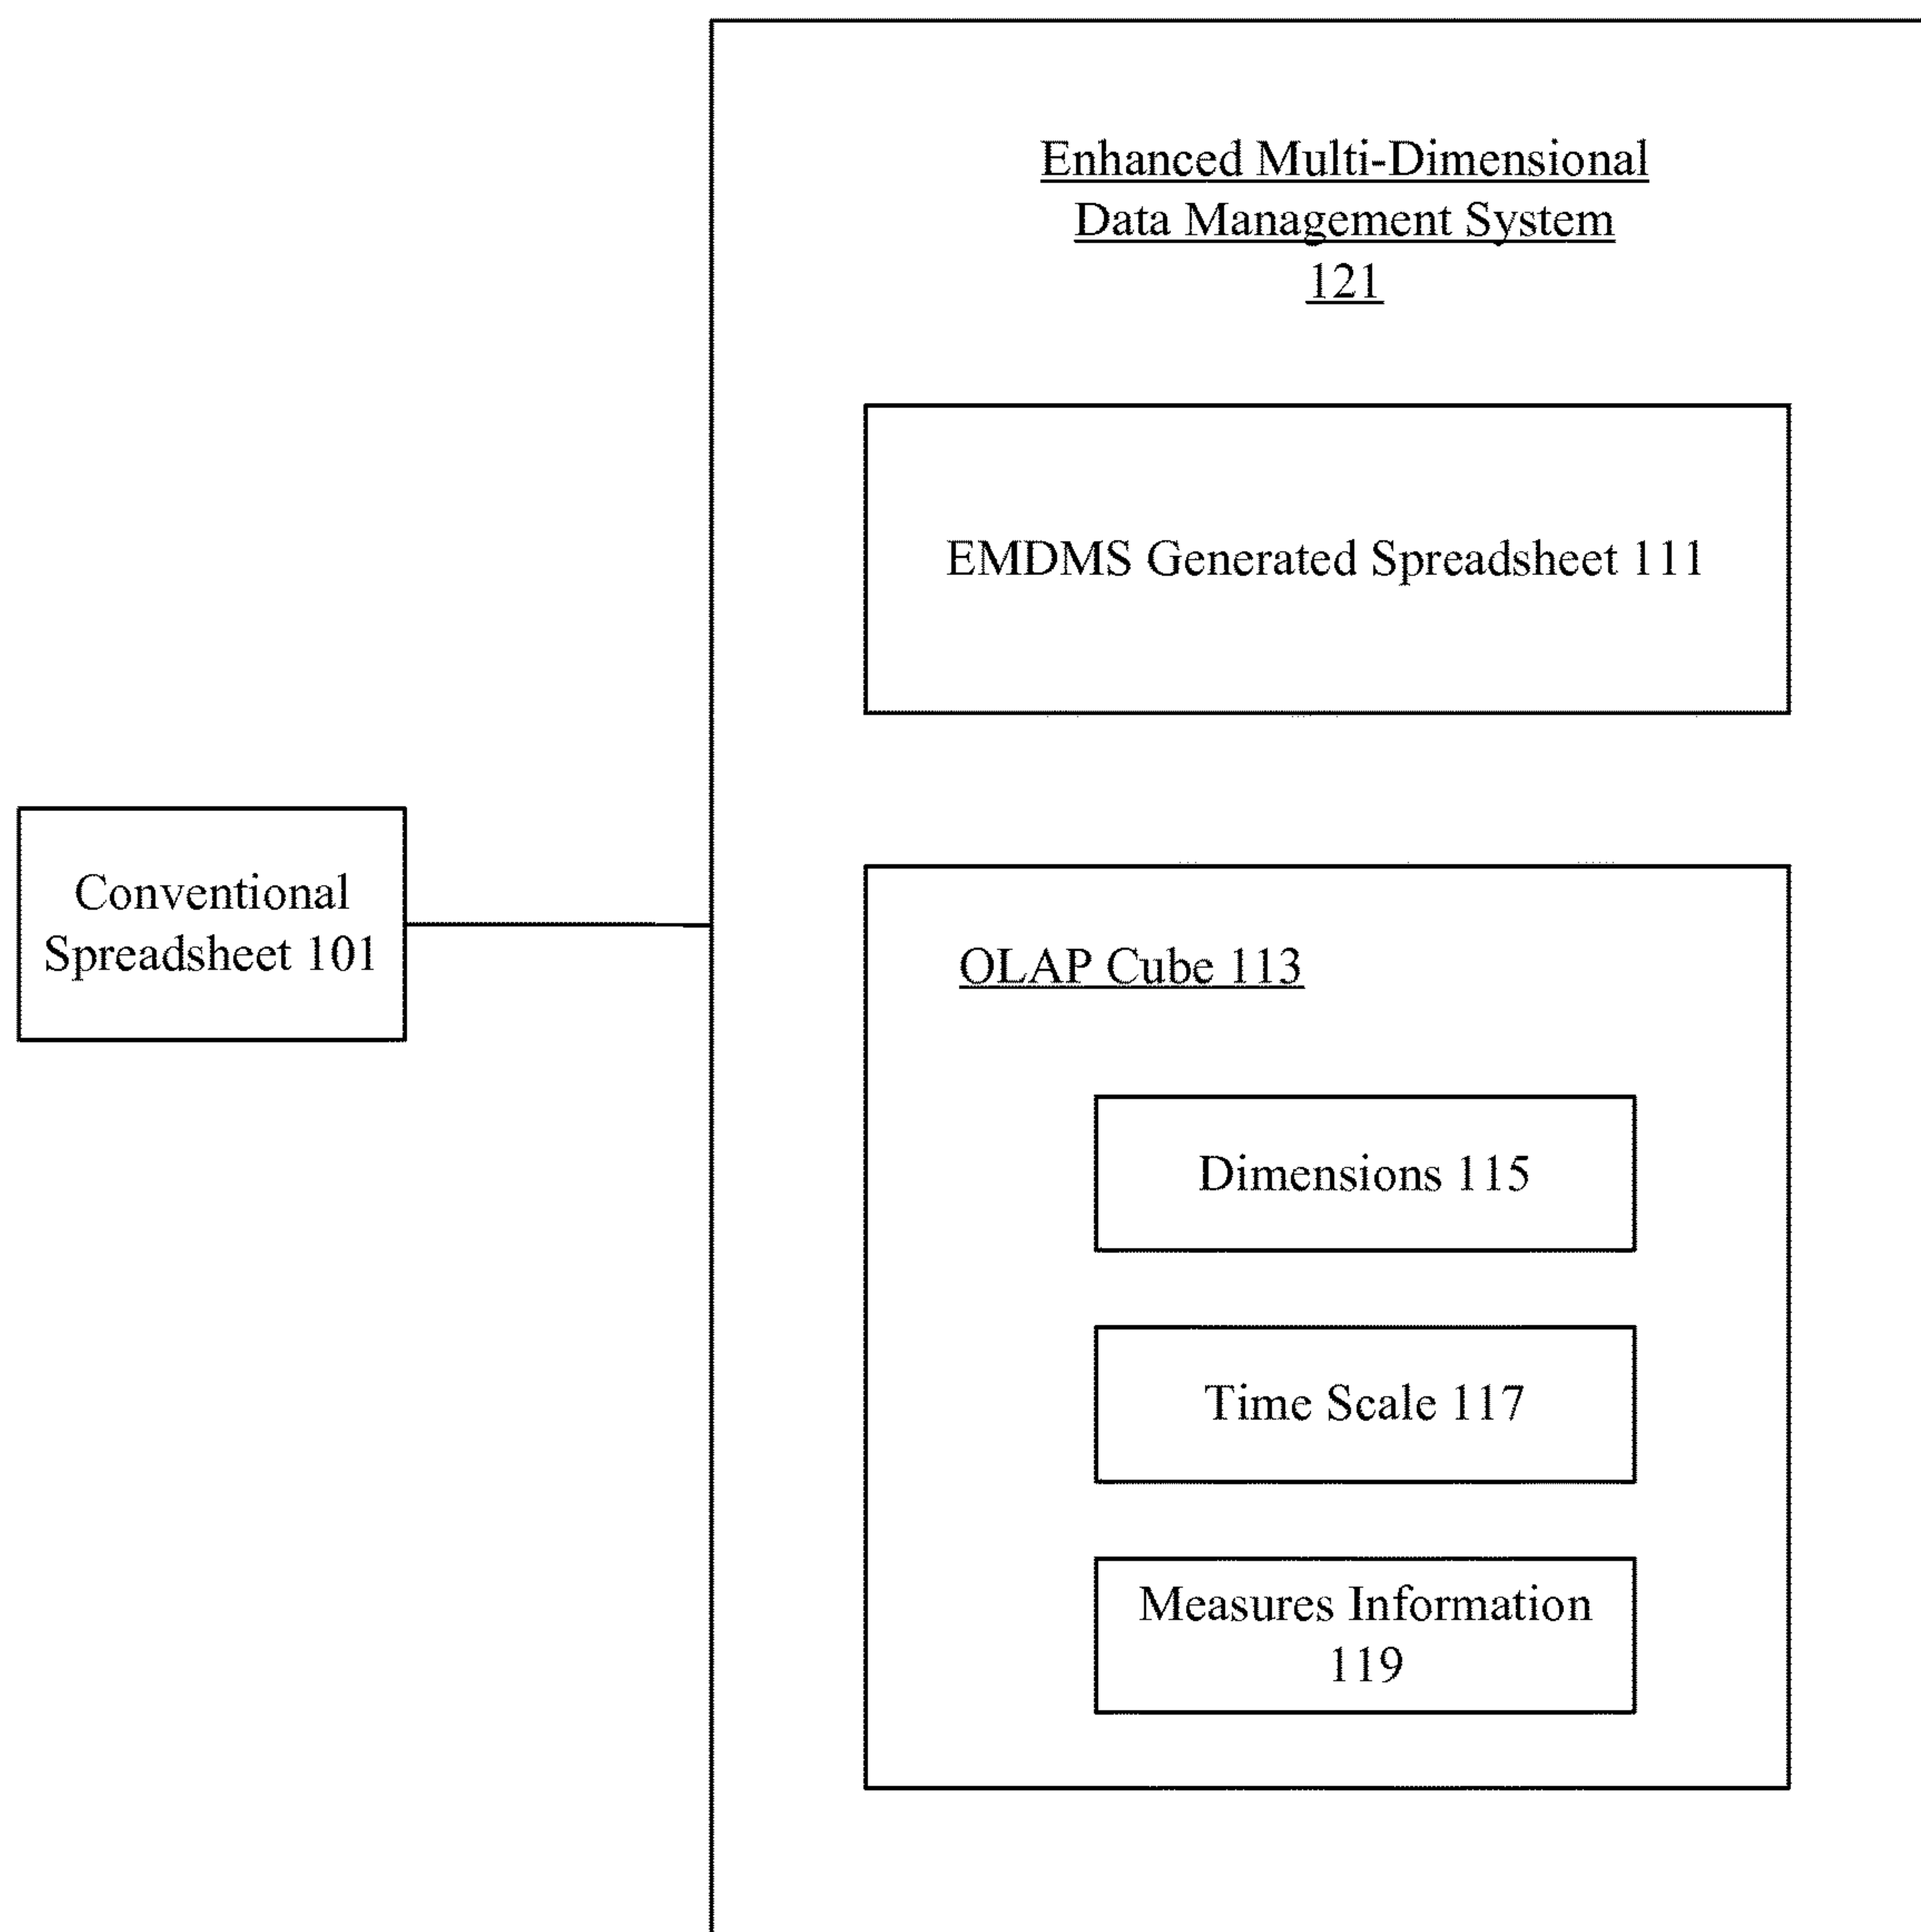 Enhanced Multi-Dimensional
Data Management System
121
EMDMS Generated Spreadsheet 111
Conventional
Spreadsheet 101
OLAP Cube 113
Dimensions 115
Time Scale 117
Measures Information
119